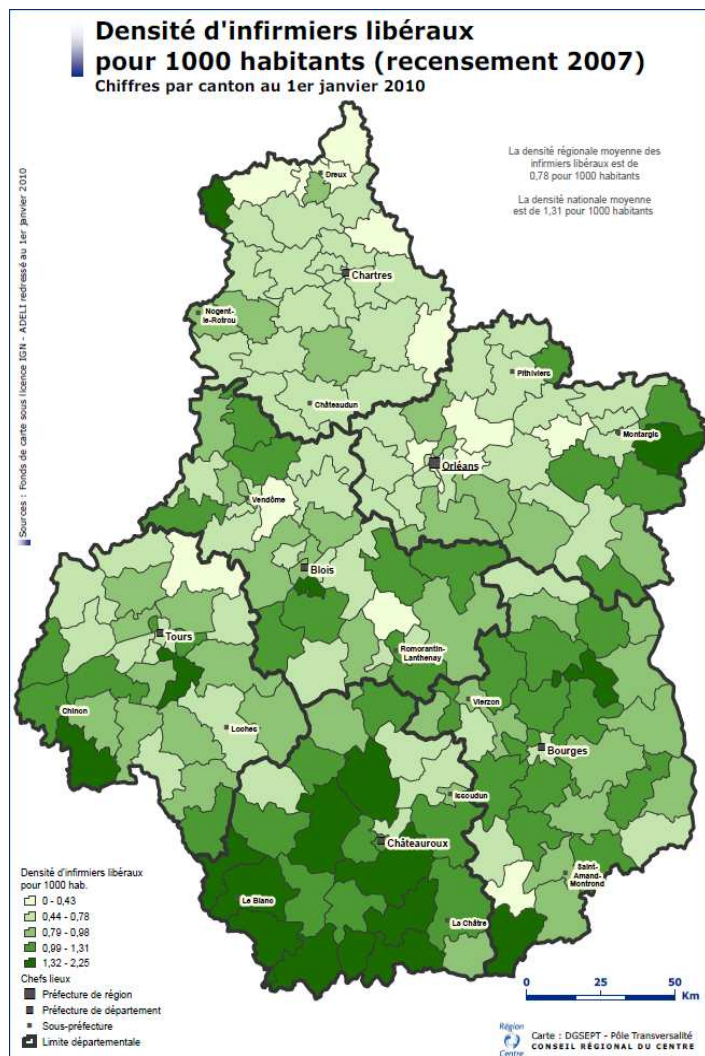 Densité d'infirmiers libéraux
pour 1000 habitants (recensement 2007)
Chiffres par canton au 1er janvier 2010
La densité régionale moyenne des
infirmiers libéraux est de
0,78 pour 1000 habitants
La densité nationale moyenne
est de 1,31 pour 1000 habitants
Sources : Fonds de carte sous licence IGN - ADELI redressé au 1er janvier 2010
Dreux
Chartres
Nogent-
le-Rotrou
Châteaudun
Pithiviers
Montargis
Orléans
Vendôme
Blois
Tours
Romorantin-
Lanthenay
Chinon
Loches
Vierzon
Bourges
Issoudun
Châteauroux
Le Blanc
La Châtre
Saint-
Amand-
Montrond
Densité d'infirmiers libéraux
pour 1000 hab.
0 - 0,43
0,44 - 0,78
0,79 - 0,98
0,99 - 1,31
1,32 - 2,25
Chefs lieux
Préfecture de région
Préfecture de département
Sous-préfecture
Limite départementale
0 25 50
Km
Région
Centre
Carte : DGSEPT - Pôle Transversalité
CONSEIL RÉGIONAL DU CENTRE